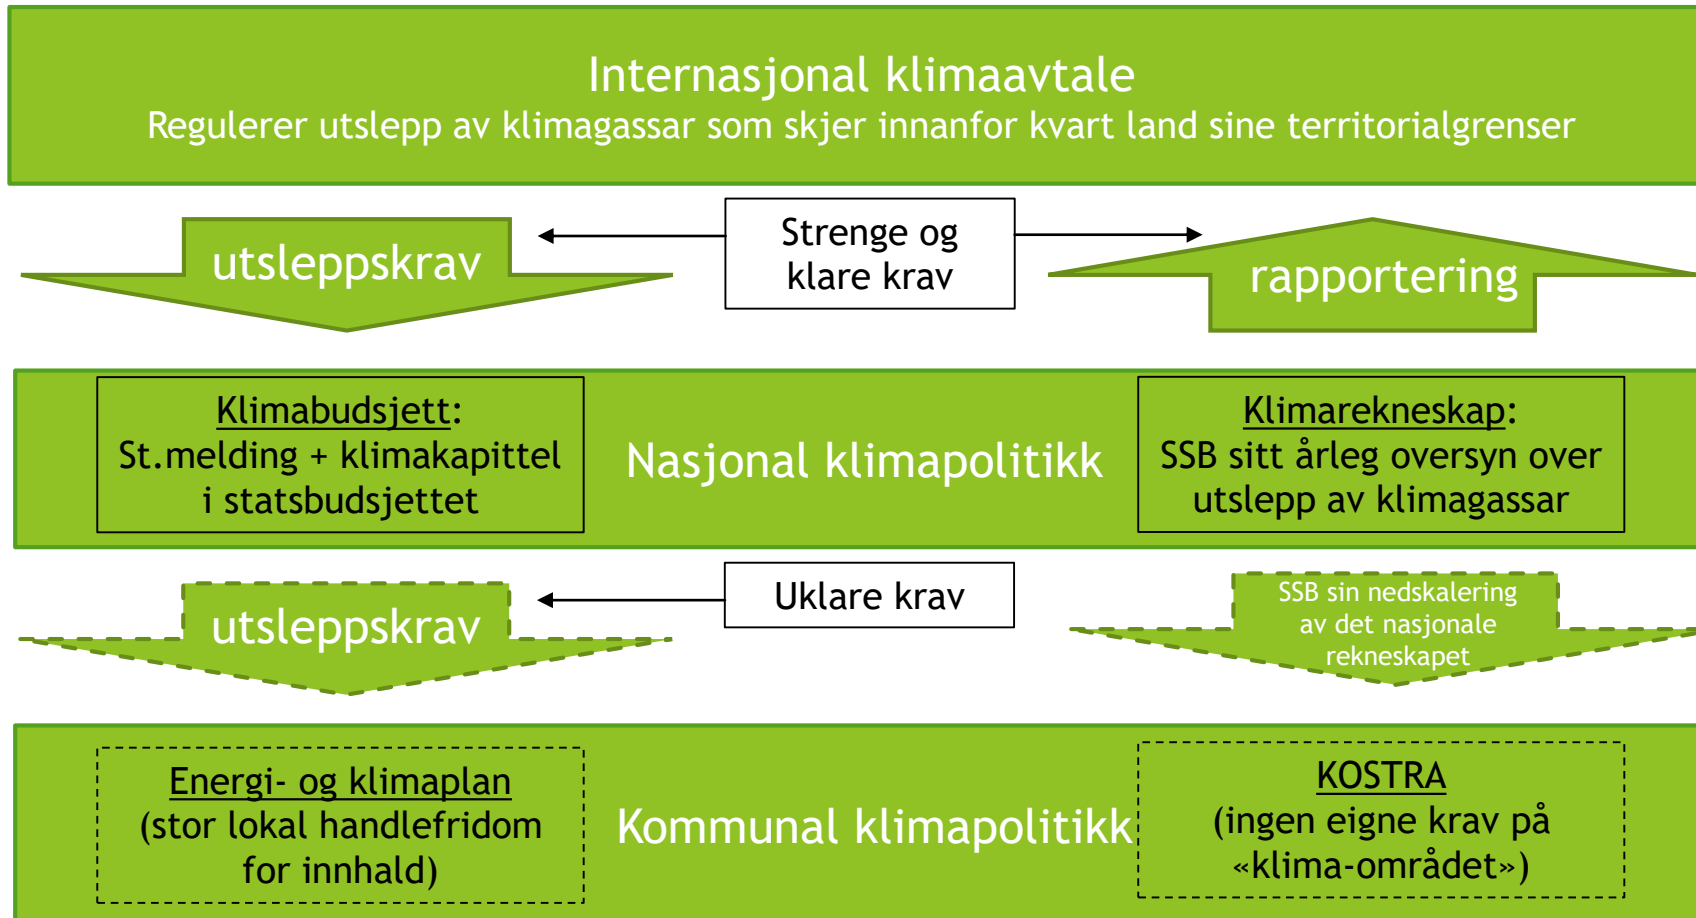 Internasjonal klimaavtale
Regulerer utslepp av klimagassar som skjer innanfor kvart land sine territorialgrenser
utsleppskrav
Strenge og
klare krav
rapportering
Klimabudsjett:
St.melding + klimakapittel
i statsbudsjettet
Nasjonal klimapolitikk
Klimarekneskap:
SSB sitt årleg oversyn over
utslepp av klimagassar
utsleppskrav
Uklare krav
SSB sin nedskalering
av det nasjonale
rekneskapet
Energi- og klimaplan
(stor lokal handlefridom
for innhald)
Kommunal klimapolitikk
KOSTRA
(ingen eigne krav på
«klima-området»)